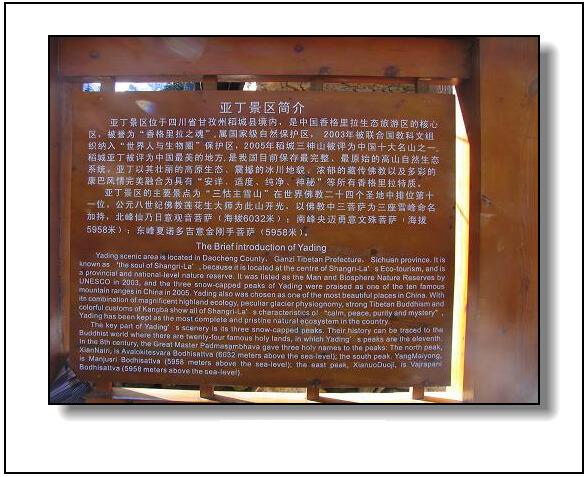 亚丁景区简介
亚丁景区位于四川省甘孜州稻城县境内，是中国香格里拉生态旅游区的核心
区，被誉为“香格里拉之魂”，属国家级自然保护区，2003年被联合国教科文组
织纳入“世界人与生物圈”保护区，2005年稻城三神山被评为中国十大名山之一，
稻城亚丁被评为中国最美的地方，是我国目前保存最完整、最原始的高山自然生态
系统。亚丁以其壮丽的高原生态、震撼的冰川地貌、浓郁的藏传佛教以及多彩的
康巴风情完美融合为具有“安详、适度、纯净、神秘”等所有香格里拉特质。
亚丁景区的主要景点为“三怙主雪山”在世界佛教二十四个圣地中排位第十
一位，公元八世纪佛教莲花生大师为此山开光，以佛教中三菩萨为三座雪峰命名
加持，北峰仙乃日意观音菩萨（海拔6032米）；南峰央迈勇意文殊菩萨（海拔
5958米）；东峰夏诺多吉意金刚手菩萨（5958米）。
The Brief introduction of Yading
Yading scenic area is located in Daocheng County， Ganzi Tibetan Prefecture， Sichuan province. It is
known as “the soul of Shangri-La”, because it is located at the centre of Shangri-La’s Eco-tourism, and is
a provincial and national-level nature reserve. It was listed as the Man and Biosphere Nature Reserves by
UNESCO in 2003, and the three snow-capped peaks of Yading were praised as one of the ten famous
mountain ranges in China in 2005. Yading also was chosen as one of the most beautiful places in China. With
its combination of magnificent highland ecology, peculiar glacier physiognomy, strong Tibetan Buddhism and
colorful customs of Kangba show all of Shangri-La’s characteristics of “calm, peace, purity and mystery”,
Yading has been kept as the most complete and pristine natural ecosystem in the country.
The key part of Yading’s scenery is its three snow-capped peaks. Their history can be traced to the
Buddhist world where there are twenty-four famous holy lands, in which Yading’s peaks are the eleventh.
In the 8th century, the Great Master Padmasambhava gave three holy names to the peaks: The north peak,
XianNairi, is Avalokitesvara Bodhisattva (6032 meters above the sea-level); the south peak, YangMaiyong,
is Manjusri Bodhisattva (5958 meters above the sea-level); the east peak, XianuoDuoji, is Vajrapani
Bodhisattva (5958 meters above the sea-level).